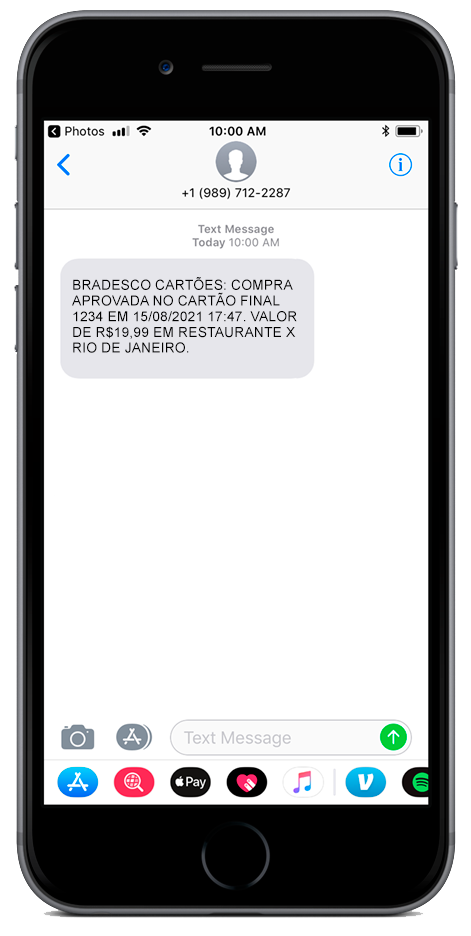 Photos
10:00 AM
+1 (989) 712-2287
Text Message
Today 10:00 AM
BRADESCO CARTÕES: COMPRA
APROVADA NO CARTÃO FINAL
1234 EM 15/08/2021 17:47. VALOR
DE R$19,99 EM RESTAURANTE X
RIO DE JANEIRO.
Text Message
Pay